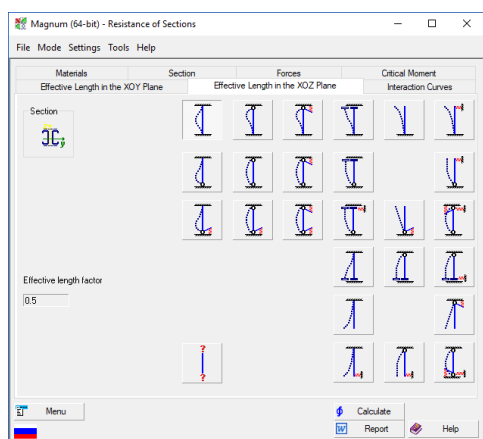 Magnum (64-bit) - Resistance of Sections
File Mode Settings Tools Help
Materials Section Forces Critical Moment
Effective Length in the XOY Plane Effective Length in the XOZ Plane Interaction Curves
Section
y
Effective length factor
0.5
?
?
Menu Calculate
W Report Help